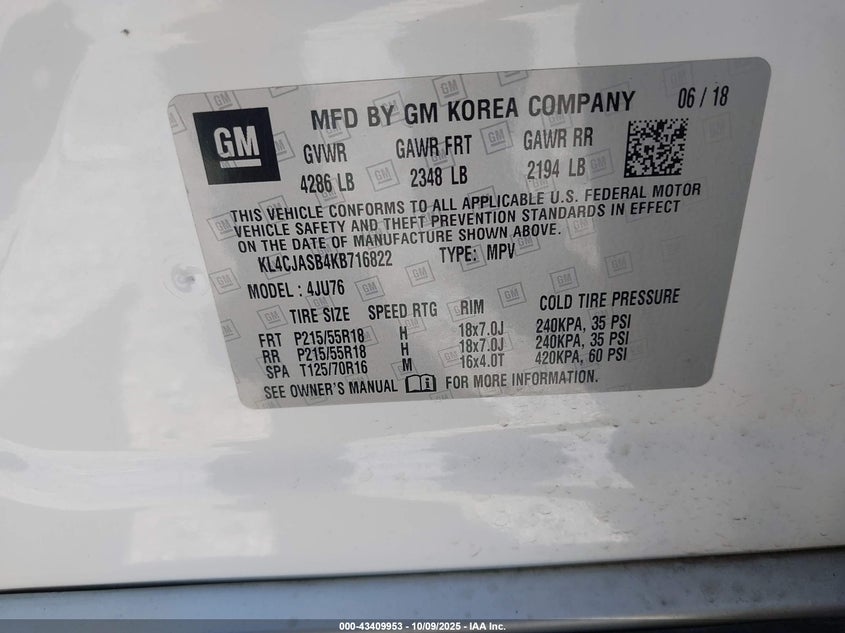 GM
MFD BY GM KOREA COMPANY 06 / 18
GVWR GAWR FRT GAWR RR
4286 LB 2348 LB 2194 LB
THIS VEHICLE CONFORMS TO ALL APPLICABLE U.S. FEDERAL MOTOR
VEHICLE SAFETY AND THEFT PREVENTION STANDARDS IN EFFECT
ON THE DATE OF MANUFACTURE SHOWN ABOVE.
KL4CJASB4KB716822 TYPE: MPV
MODEL : 4JU76
TIRE SIZE SPEED RTG RIM COLD TIRE PRESSURE
FRT P215/55R18 H 18x7.0J 240KPA, 35 PSI
RR P215/55R18 H 18x7.0J 240KPA, 35 PSI
SPA T125/70R16 M 16x4.0T 420KPA, 60 PSI
SEE OWNER'S MANUAL FOR MORE INFORMATION.
000-43409953 - 10/09/2025 - IAA Inc.